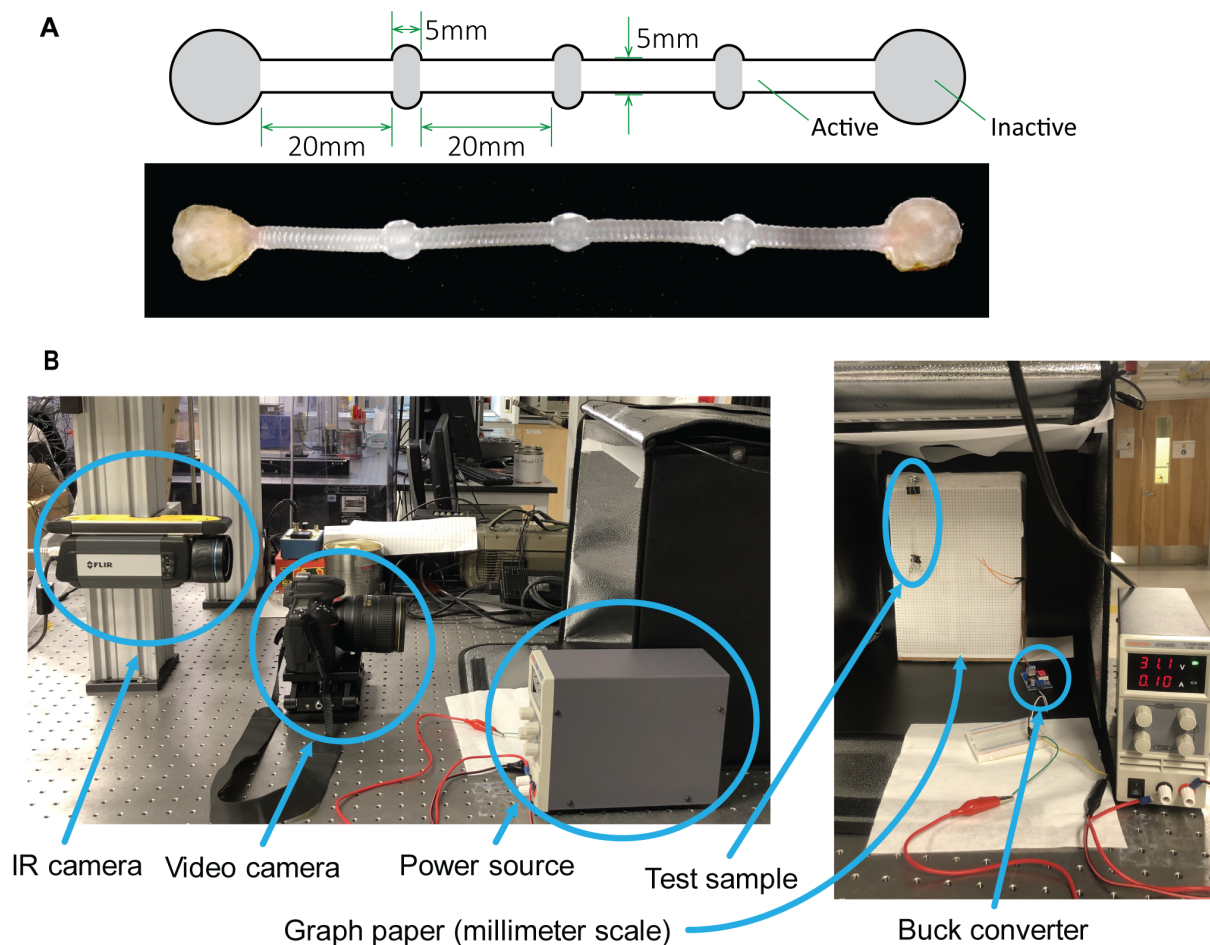 A
5mm
5mm
20mm
20mm
Active
Inactive
B
FLIR
31.1 V
0.10 A
IR camera
Video camera
Power source
Test sample
Graph paper (millimeter scale)
Buck converter